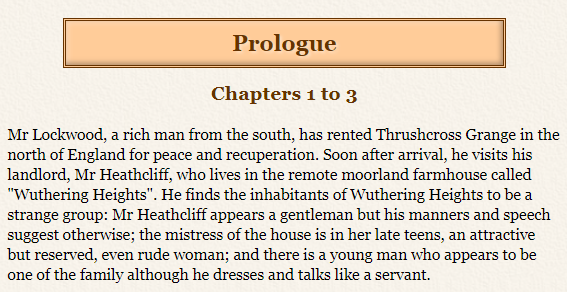 Prologue
Chapters 1 to 3
Mr Lockwood, a rich man from the south, has rented Thrushcross Grange in the
north of England for peace and recuperation. Soon after arrival, he visits his
landlord, Mr Heathcliff, who lives in the remote moorland farmhouse called
"Wuthering Heights". He finds the inhabitants of Wuthering Heights to be a
strange group: Mr Heathcliff appears a gentleman but his manners and speech
suggest otherwise; the mistress of the house is in her late teens, an attractive
but reserved, even rude woman; and there is a young man who appears to be
one of the family although he dresses and talks like a servant.